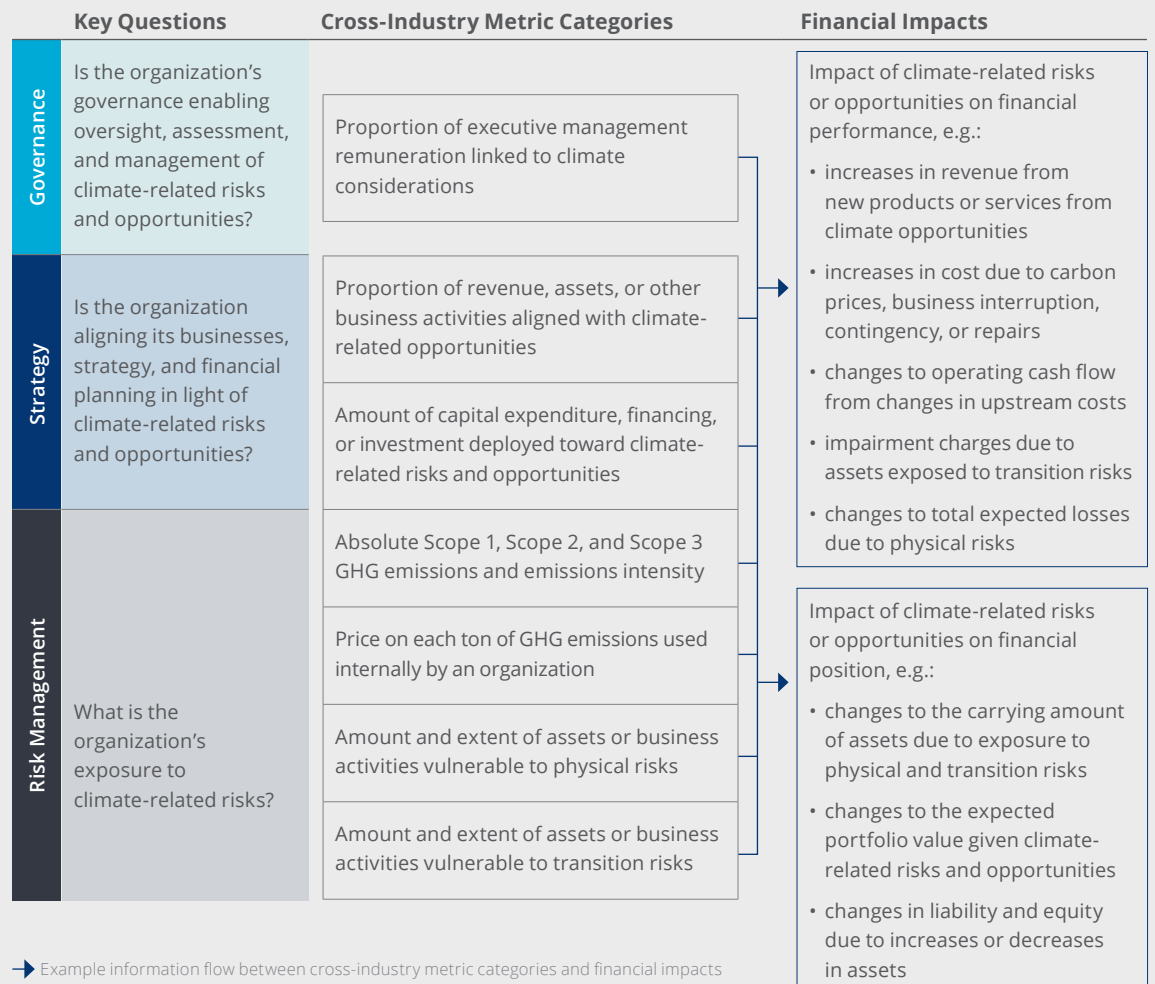 Key Questions
Cross-Industry Metric Categories
Financial Impacts
Governance
Is the organization's
governance enabling
oversight, assessment,
and management of
climate-related risks
and opportunities?
Proportion of executive management
remuneration linked to climate
considerations
Strategy
Is the organization
aligning its businesses,
strategy, and financial
planning in light of
climate-related risks
and opportunities?
Proportion of revenue, assets, or other
business activities aligned with climate-
related opportunities
Amount of capital expenditure, financing,
or investment deployed toward climate-
related risks and opportunities
Risk Management
What is the
organization's
exposure to
climate-related risks?
Absolute Scope 1, Scope 2, and Scope 3
GHG emissions and emissions intensity
Price on each ton of GHG emissions used
internally by an organization
Amount and extent of assets or business
activities vulnerable to physical risks
Amount and extent of assets or business
activities vulnerable to transition risks
Impact of climate-related risks
or opportunities on financial
performance, e.g.:
• increases in revenue from
new products or services from
climate opportunities
• increases in cost due to carbon
prices, business interruption,
contingency, or repairs
• changes to operating cash flow
from changes in upstream costs
• impairment charges due to
assets exposed to transition risks
• changes to total expected losses
due to physical risks
Impact of climate-related risks
or opportunities on financial
position, e.g.:
• changes to the carrying amount
of assets due to exposure to
physical and transition risks
• changes to the expected
portfolio value given climate-
related risks and opportunities
• changes in liability and equity
due to increases or decreases
in assets
Example information flow between cross-industry metric categories and financial impacts